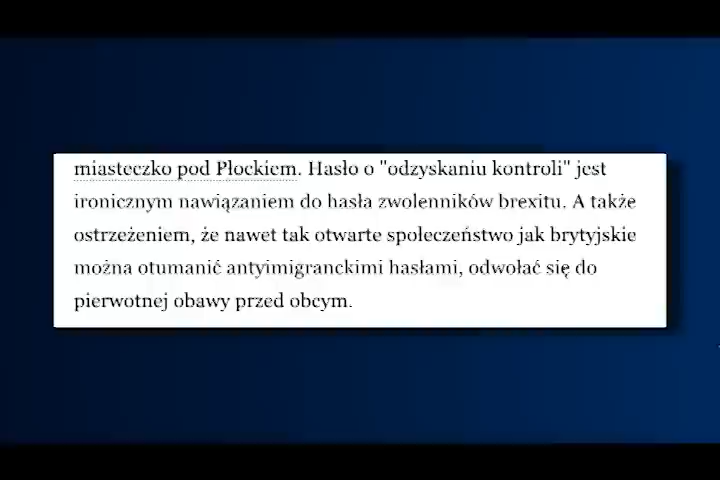 miasteczko pod Płockiem. Hasło o "odzyskaniu kontroli" jest
ironicznym nawiązaniem do hasła zwolenników brexitu. A także
ostrzeżeniem, że nawet tak otwarte społeczeństwo jak brytyjskie
można otumanić antyimigranckimi hasłami, odwołać się do
pierwotnej obawy przed obcym.